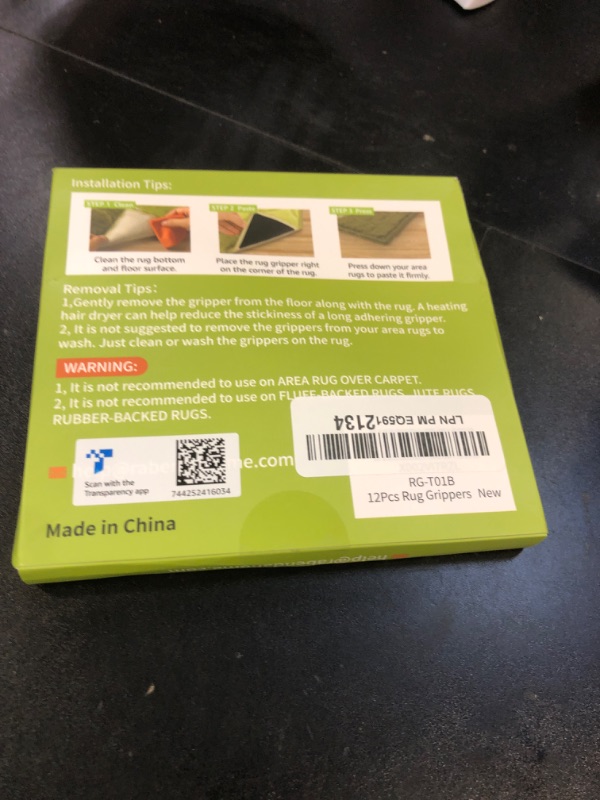 Installation Tips:
STEP 1 Clean
STEP 2 Paste
STEP 3 Press
Clean the rug bottom
and floor surface.
Place the rug gripper right
on the corner of the rug.
Press down your area
rugs to paste it firmly.
Removal Tips:
1,Gently remove the gripper from the floor along with the rug. A heating
hair dryer can help reduce the stickiness of a long adhering gripper.
2, It is not suggested to remove the grippers from your area rugs to
wash. Just clean or wash the grippers on the rug.
WARNING:
1, It is not recommended to use on AREA RUG OVER CARPET.
2, It is not recommended to use on FLUFF-BACKED RUGS, JUTE RUGS,
RUBBER-BACKED RUGS.
LPN PM EQ5912134
me.com
Scan with the
Transparency app
744252416034
RG-T01B
12Pcs Rug Grippers New
Made in China